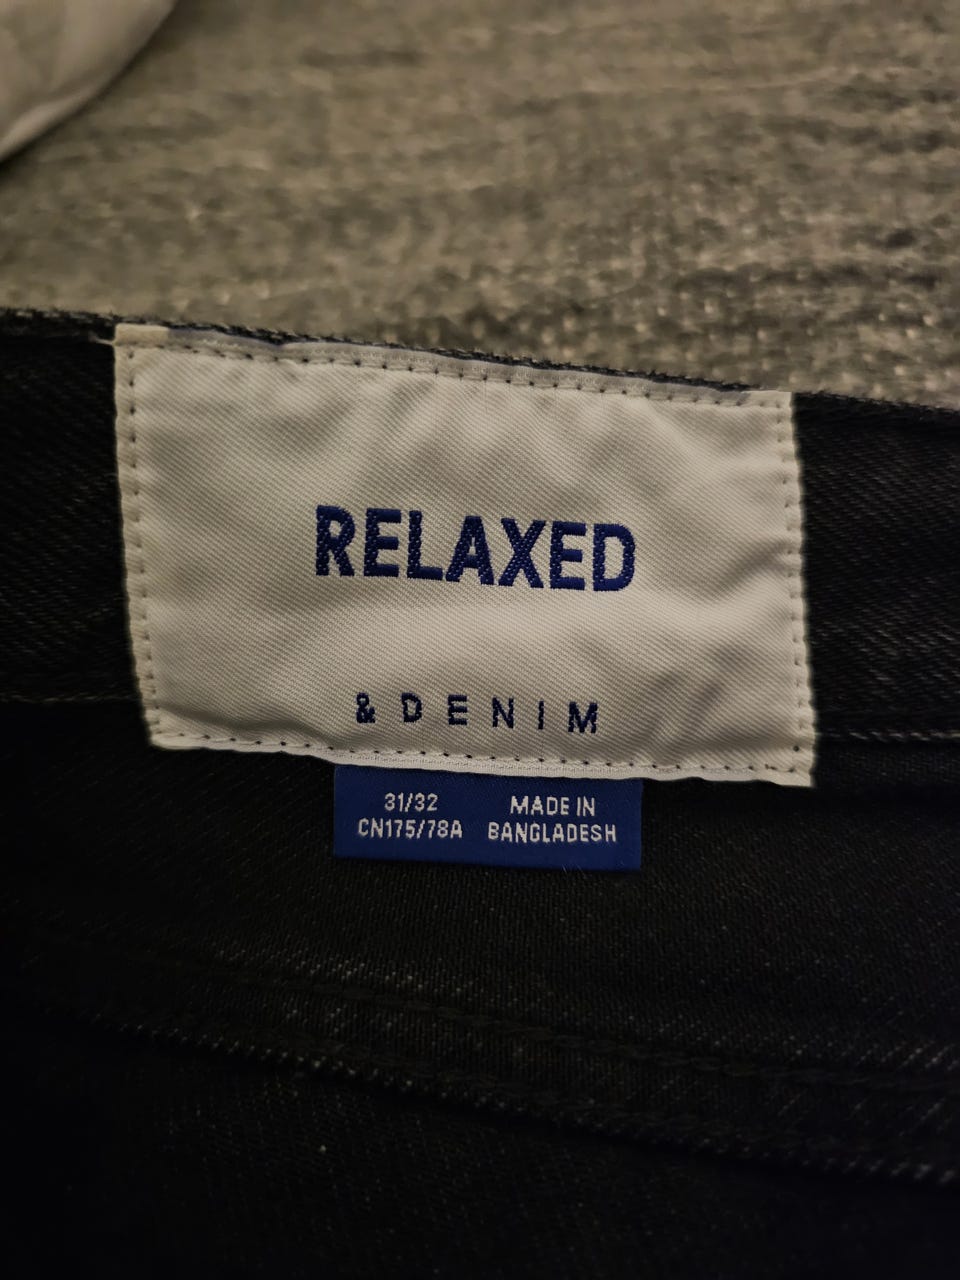 RELAXED
& DENIM
31/32
CN175/78A
MADE IN
BANGLADESH